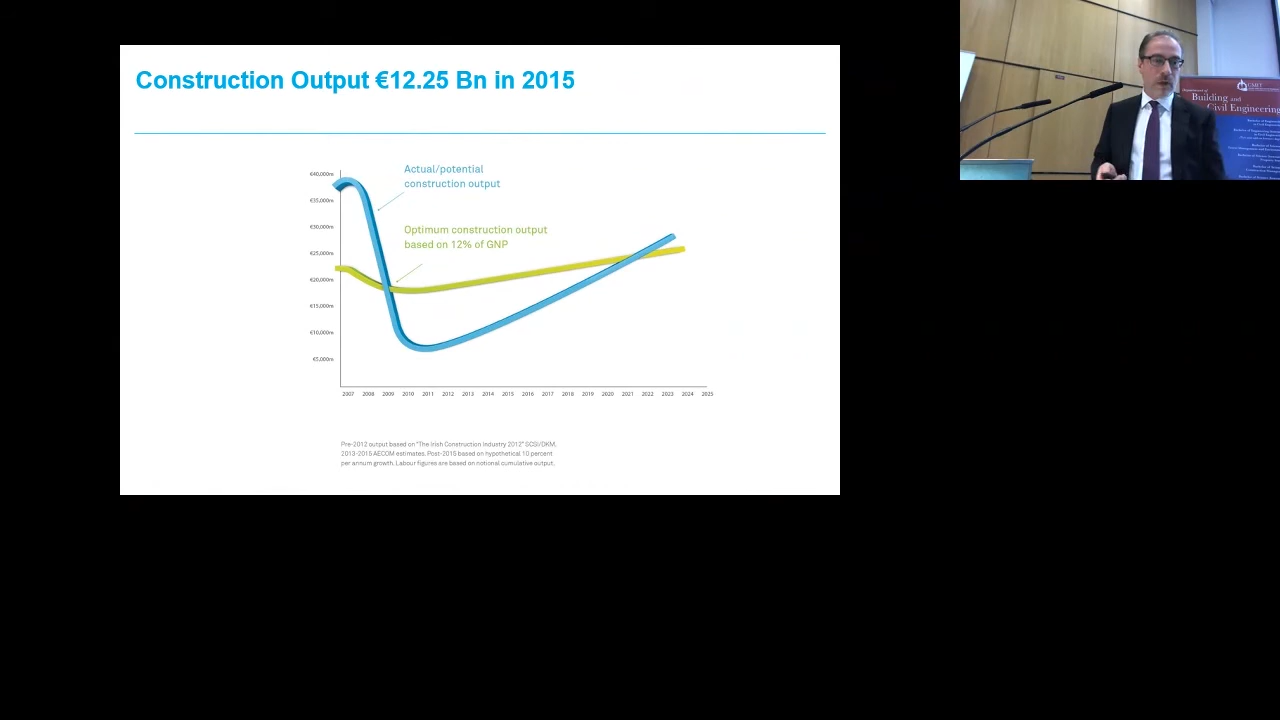 Construction Output €12.25 Bn in 2015
Actual/potential
construction output
Optimum construction output
based on 12% of GNP
€40,000m
€35,000m
€30,000m
€25,000m
€20,000m
€15,000m
€10,000m
€5,000m
2007 2008 2009 2010 2011 2012 2013 2014 2015 2016 2017 2018 2019 2020 2021 2022 2023 2024 2025
Pre-2012 output based on "The Irish Construction Industry 2012" SCSI/DKM.
2013-2015 AECOM estimates. Post-2015 based on hypothetical 10 percent
per annum growth. Labour figures are based on notional cumulative output.
GMIT
Department of
Building and
Civil Engineering